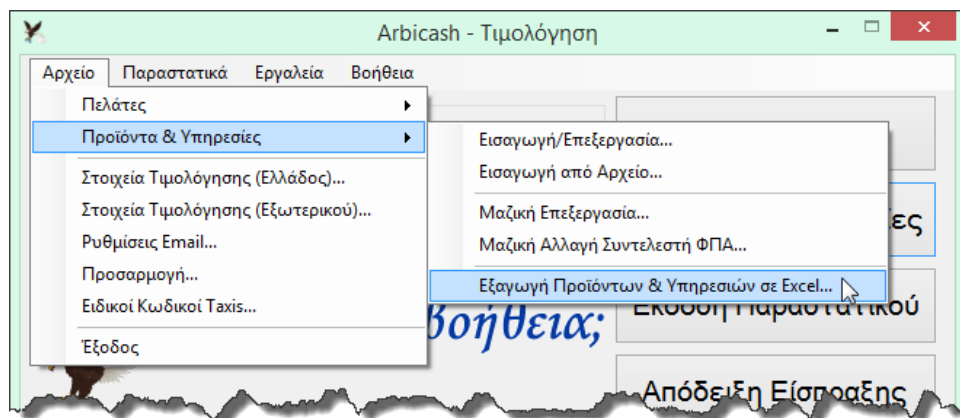 Arbicash - Τιμολόγηση
Αρχείο Παραστατικά Εργαλεία Βοήθεια
Πελάτες
Προϊόντα & Υπηρεσίες
Στοιχεία Τιμολόγησης (Ελλάδος)...
Στοιχεία Τιμολόγησης (Εξωτερικού)...
Ρυθμίσεις Email...
Προσαρμογή...
Ειδικοί Κωδικοί Taxis...
Έξοδος
Εισαγωγή/Επεξεργασία...
Εισαγωγή από Αρχείο...
Μαζική Επεξεργασία...
Μαζική Αλλαγή Συντελεστή ΦΠΑ...
Εξαγωγή Προϊόντων & Υπηρεσιών σε Excel...
βοήθεια;
Έκδοση Παραστατικού
Απόδειξη Είσπραξης